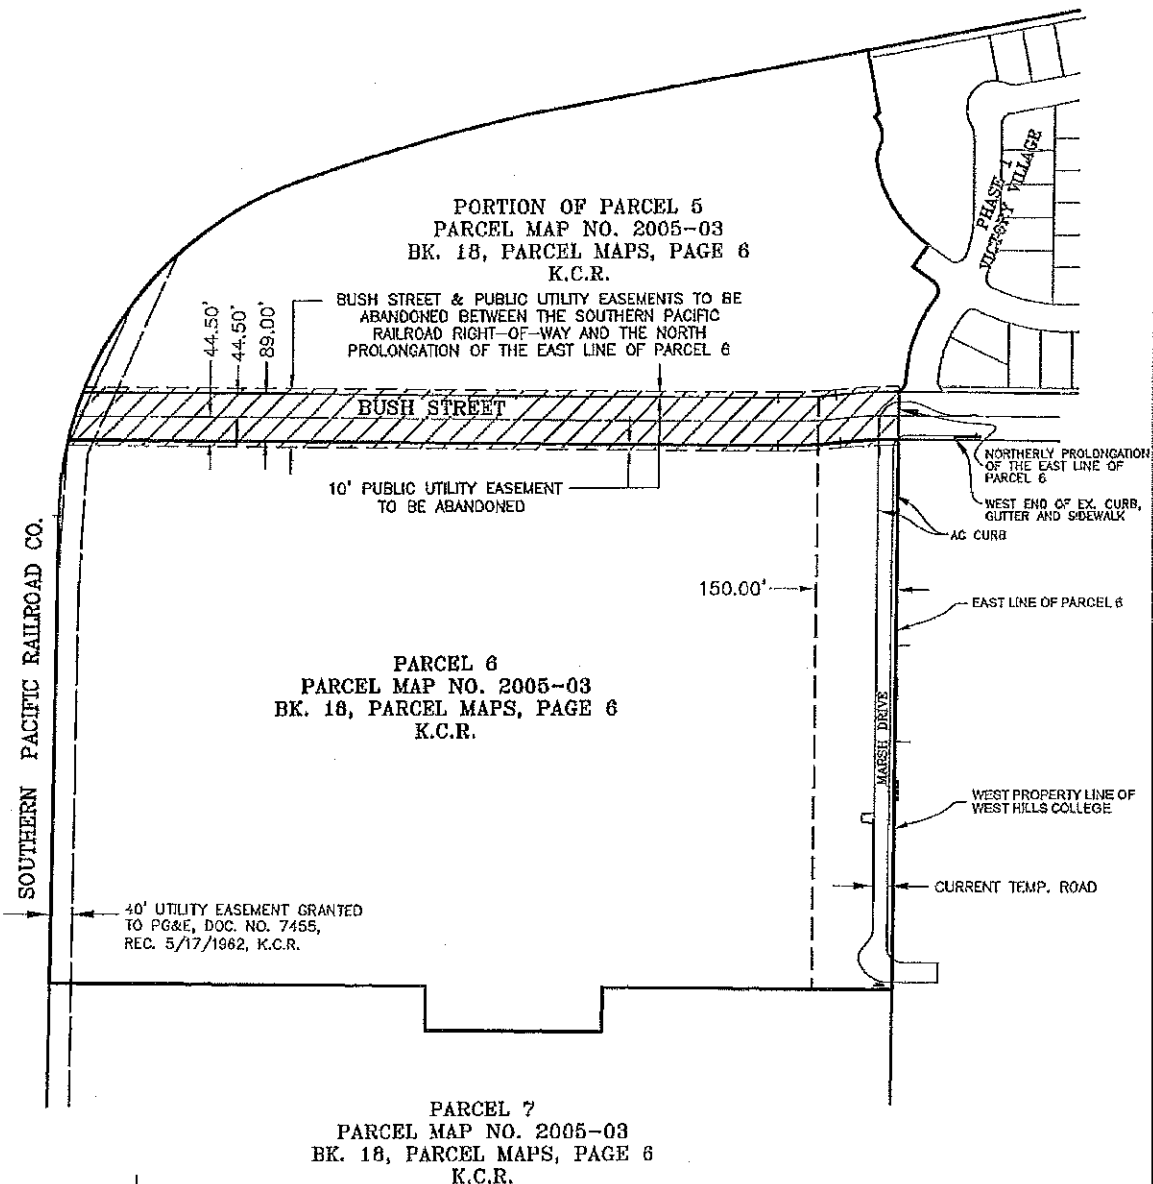 PHASE 1
VICTORY VILLAGE
PORTION OF PARCEL 5
PARCEL MAP NO. 2005-03
BK. 18, PARCEL MAPS, PAGE 6
K.C.R.
BUSH STREET & PUBLIC UTILITY EASEMENTS TO BE
ABANDONED BETWEEN THE SOUTHERN PACIFIC
RAILROAD RIGHT-OF-WAY AND THE NORTH
PROLONGATION OF THE EAST LINE OF PARCEL 6
44.50'
44.50'
89.00'
BUSH STREET
10' PUBLIC UTILITY EASEMENT
TO BE ABANDONED
NORTHERLY PROLONGATION
OF THE EAST LINE OF
PARCEL 6
WEST END OF EX. CURB,
GUTTER AND SIDEWALK
AC CURB
150.00'
EAST LINE OF PARCEL 6
SOUTHERN PACIFIC RAILROAD CO.
PARCEL 6
PARCEL MAP NO. 2005-03
BK. 18, PARCEL MAPS, PAGE 6
K.C.R.
MARSH DRIVE
WEST PROPERTY LINE OF
WEST HILLS COLLEGE
CURRENT TEMP. ROAD
40' UTILITY EASEMENT GRANTED
TO PG&E, DOC. NO. 7455,
REC. 5/17/1962, K.C.R.
PARCEL 7
PARCEL MAP NO. 2005-03
BK. 18, PARCEL MAPS, PAGE 6
K.C.R.